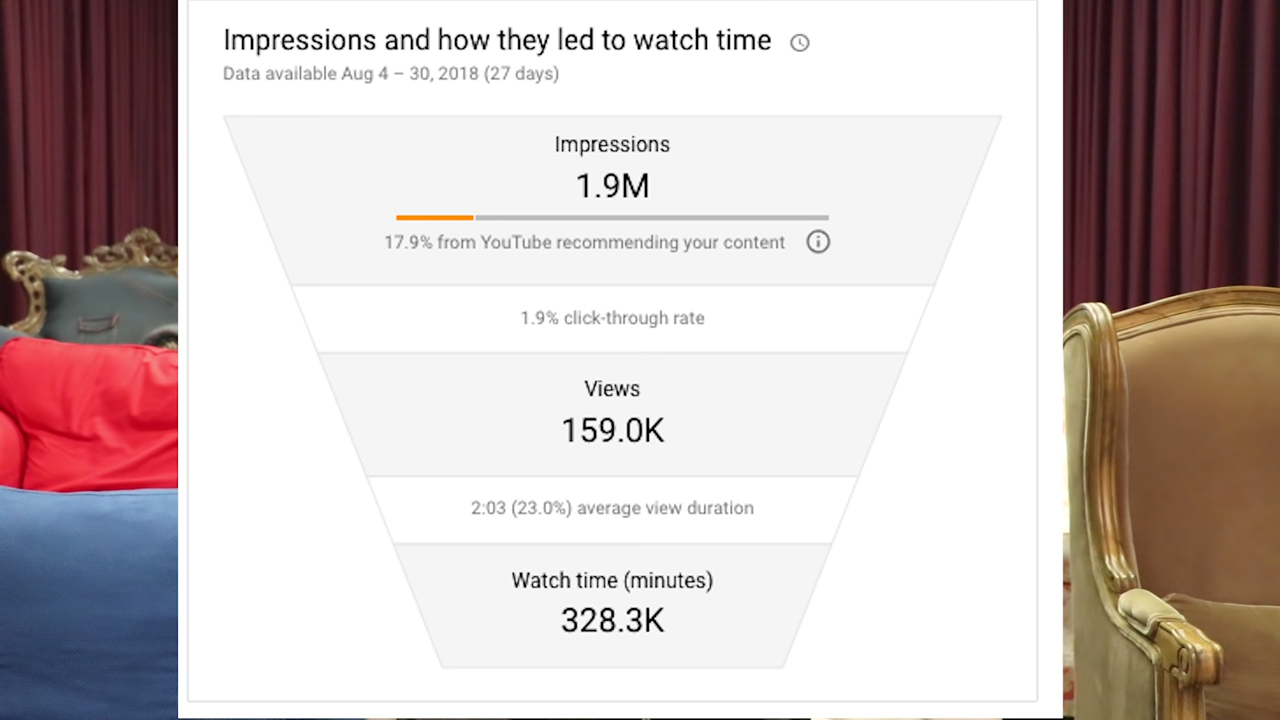 Impressions and how they led to watch time
Data available Aug 4 – 30, 2018 (27 days)
Impressions
1.9M
17.9% from YouTube recommending your content
1.9% click-through rate
Views
159.0K
2:03 (23.0%) average view duration
Watch time (minutes)
328.3K